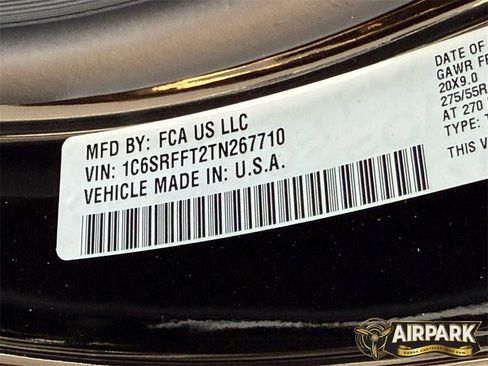 MFD BY: FCA US LLC
VIN: 1C6SRFFT2TN267710
VEHICLE MADE IN: U.S.A.
DATE OF
GAWR FR
20X9.0
275/55R
AT 270
TYPE: T
THIS V
AIRPARK